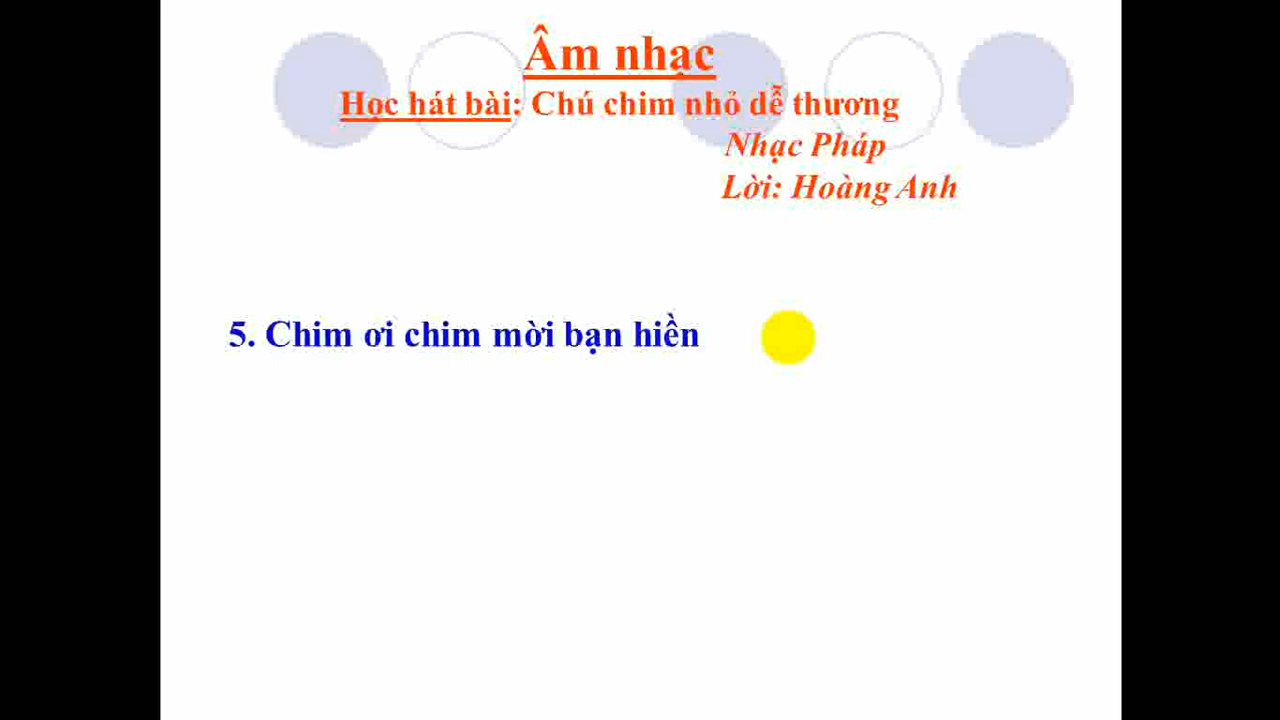 Âm nhạc
Học hát bài: Chú chim nhỏ dễ thương
Nhạc Pháp
Lời: Hoàng Anh
5. Chim ơi chim mời bạn hiền